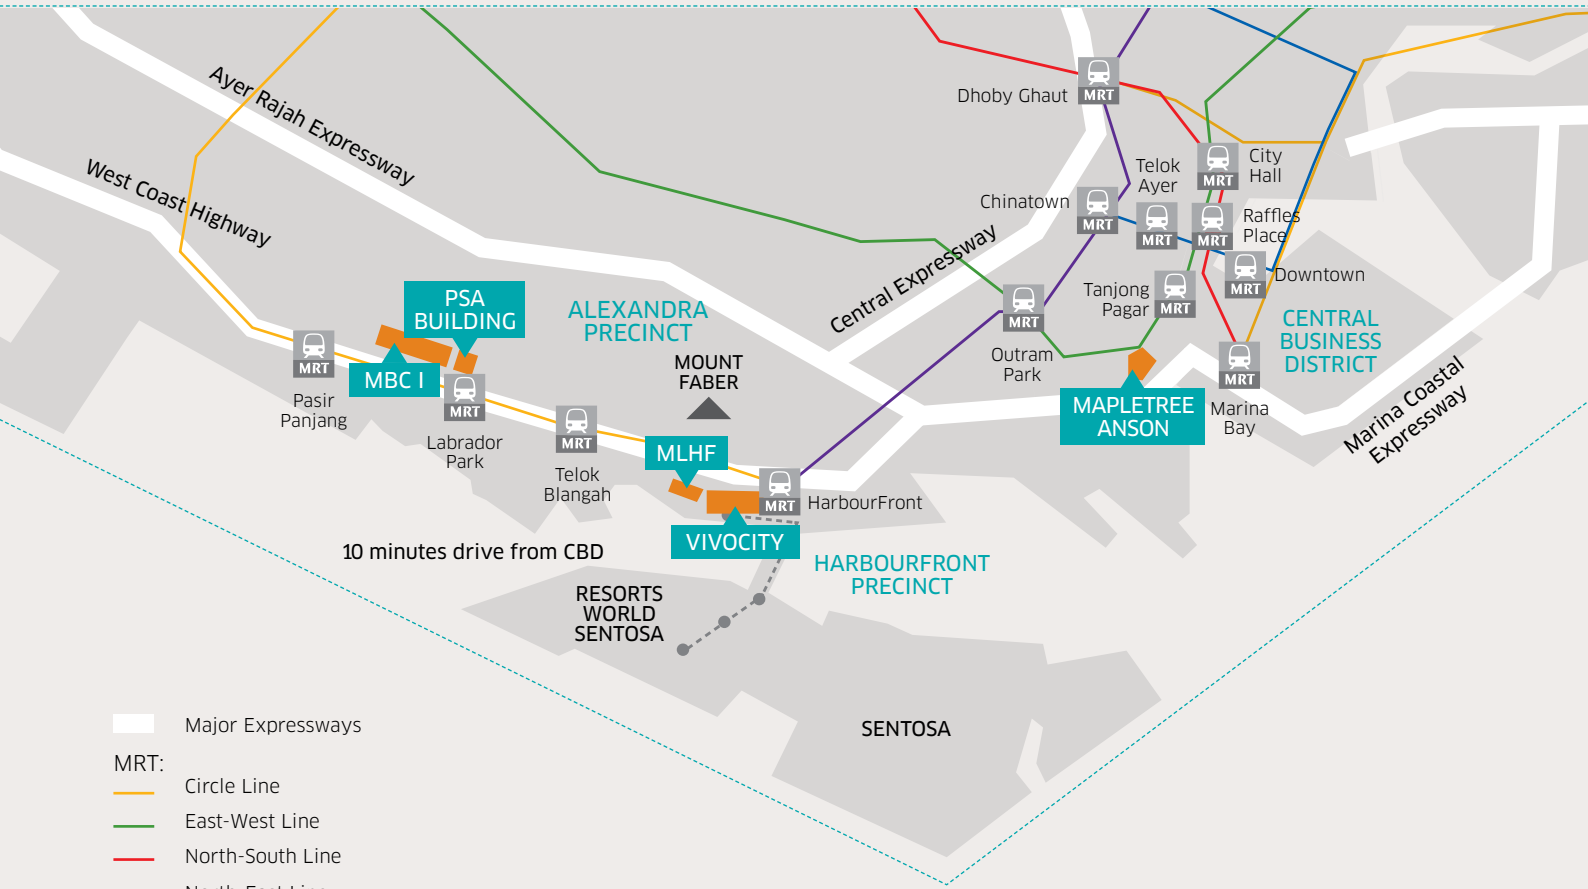 Ayer Rajah Expressway
West Coast Highway
Dhoby Ghaut
MRT
City
Hall
MRT
Telok
Ayer
MRT
Chinatown
MRT
Raffles
Place
MRT
Central Expressway
Downtown
MRT
Tanjong
Pagar
MRT
MRT
Outram
Park
PSA
BUILDING
ALEXANDRA
PRECINCT
CENTRAL
BUSINESS
DISTRICT
MOUNT
FABER
MRT
Pasir
Panjang
MBC I
MRT
Labrador
Park
MAPLETREE
ANSON
MRT
Marina
Bay
Marina Coastal
Expressway
MRT
Telok
Blangah
MLHF
MRT
HarbourFront
VIVOCITY
10 minutes drive from CBD
HARBOURFRONT
PRECINCT
RESORTS
WORLD
SENTOSA
SENTOSA
Major Expressways
MRT:
Circle Line
East-West Line
North-South Line